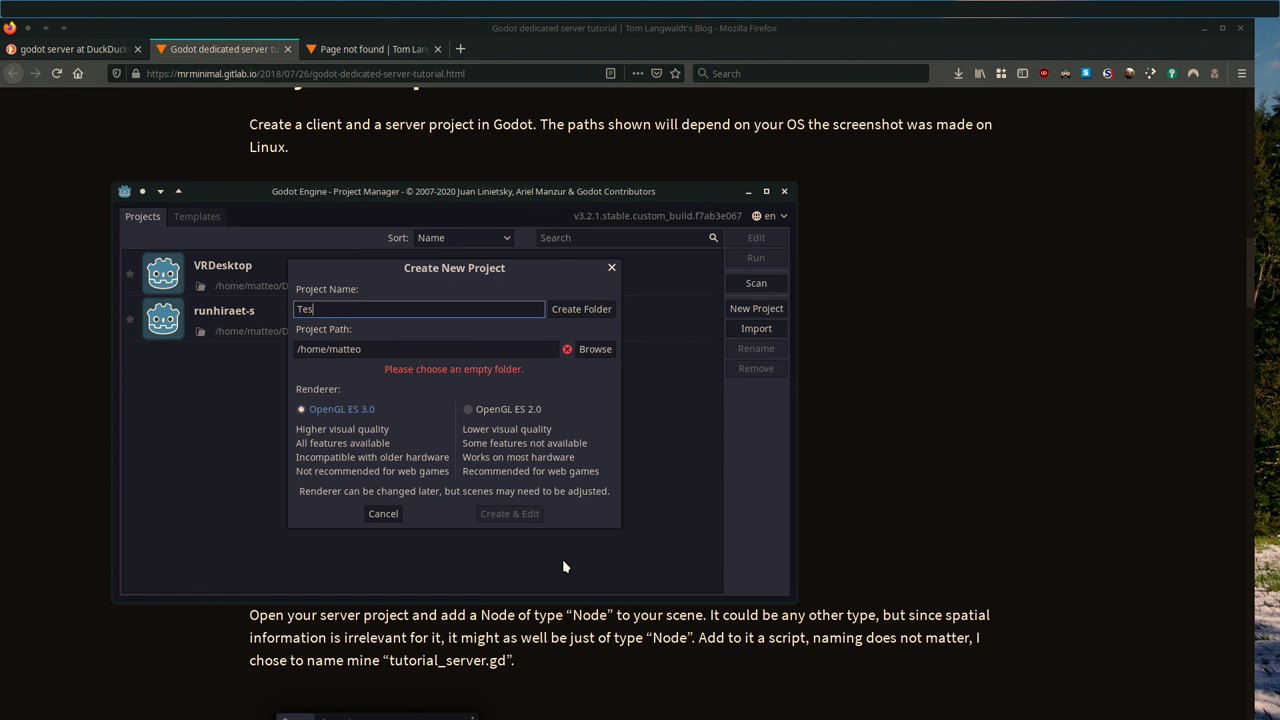 Godot dedicated server tutorial | Tom Langwaldt's Blog - Mozilla Firefox
godot server at DuckDuck
Godot dedicated server tu
Page not found | Tom Lang
https://mrminimal.gitlab.io/2018/07/26/godot-dedicated-server-tutorial.html
Search
Create a client and a server project in Godot. The paths shown will depend on your OS the screenshot was made on
Linux.
Godot Engine - Project Manager - © 2007-2020 Juan Linietsky, Ariel Manzur & Godot Contributors
Projects
Templates
v3.2.1.stable.custom_build.f7ab3e067
en
Sort:
Name
Search
Edit
Run
Scan
New Project
Import
Rename
Remove
VRDesktop
/home/matteo/D
runhiraet-s
/home/matteo/D
Create New Project
Project Name:
Tes
Create Folder
Project Path:
/home/matteo
Browse
Please choose an empty folder.
Renderer:
OpenGL ES 3.0
Higher visual quality
All features available
Incompatible with older hardware
Not recommended for web games
OpenGL ES 2.0
Lower visual quality
Some features not available
Works on most hardware
Recommended for web games
Renderer can be changed later, but scenes may need to be adjusted.
Cancel
Create & Edit
Open your server project and add a Node of type “Node” to your scene. It could be any other type, but since spatial
information is irrelevant for it, it might as well be just of type “Node”. Add to it a script, naming does not matter, I
chose to name mine “tutorial_server.gd”.